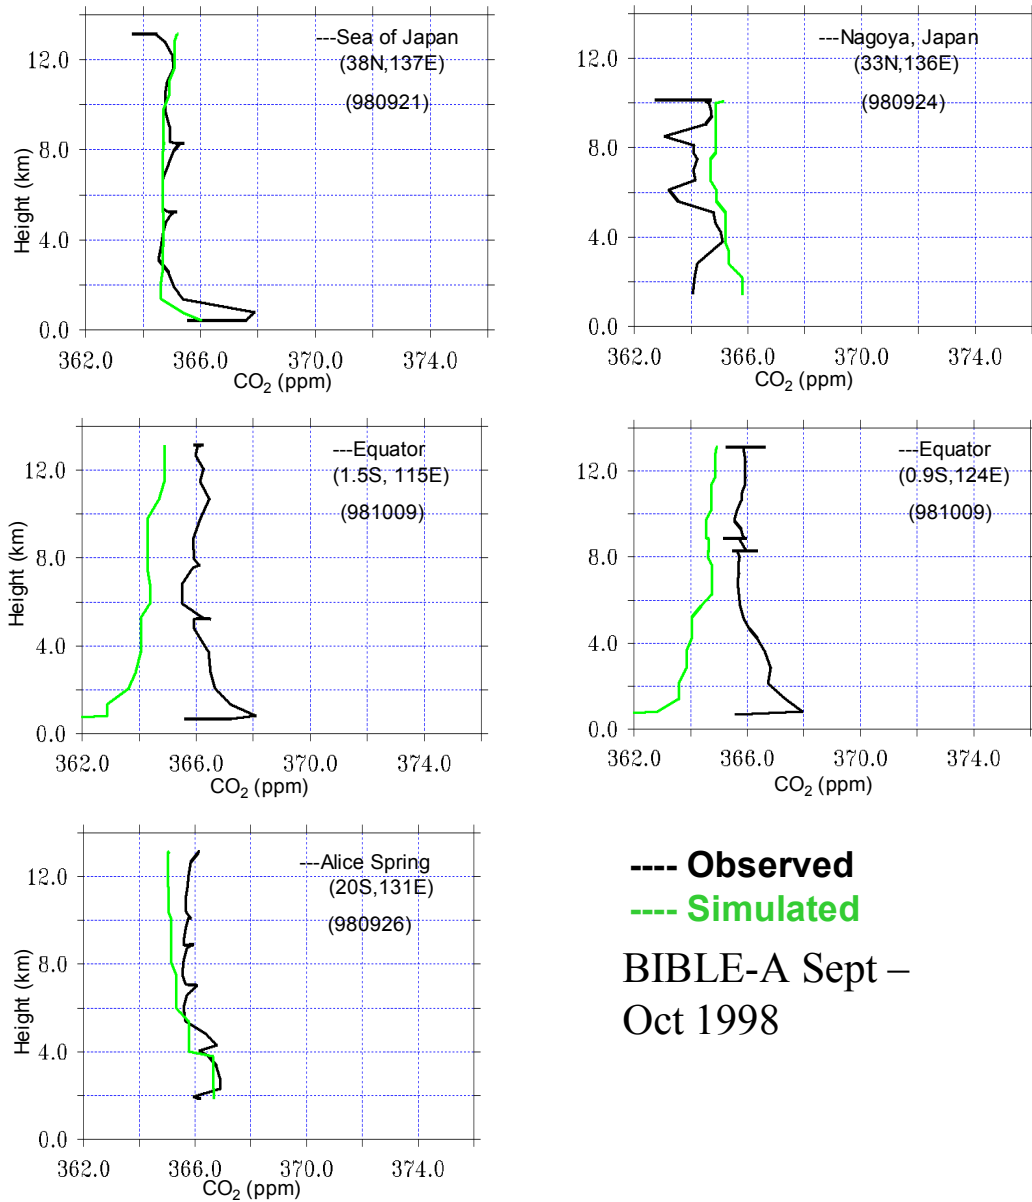 ---Sea of Japan
(38N,137E)
(980921)
12.0
8.0
4.0
0.0
Height (km)
362.0 366.0 370.0 374.0
CO₂ (ppm)
---Nagoya, Japan
(33N,136E)
(980924)
12.0
8.0
4.0
0.0
362.0 366.0 370.0 374.0
CO₂ (ppm)
---Equator
(1.5S, 115E)
(981009)
12.0
8.0
4.0
0.0
Height (km)
362.0 366.0 370.0 374.0
CO₂ (ppm)
---Equator
(0.9S,124E)
(981009)
12.0
8.0
4.0
0.0
362.0 366.0 370.0 374.0
CO₂ (ppm)
---Alice Spring
(20S,131E)
(980926)
12.0
8.0
4.0
0.0
Height (km)
362.0 366.0 370.0 374.0
CO₂ (ppm)
---- Observed
---- Simulated
BIBLE-A Sept –
Oct 1998